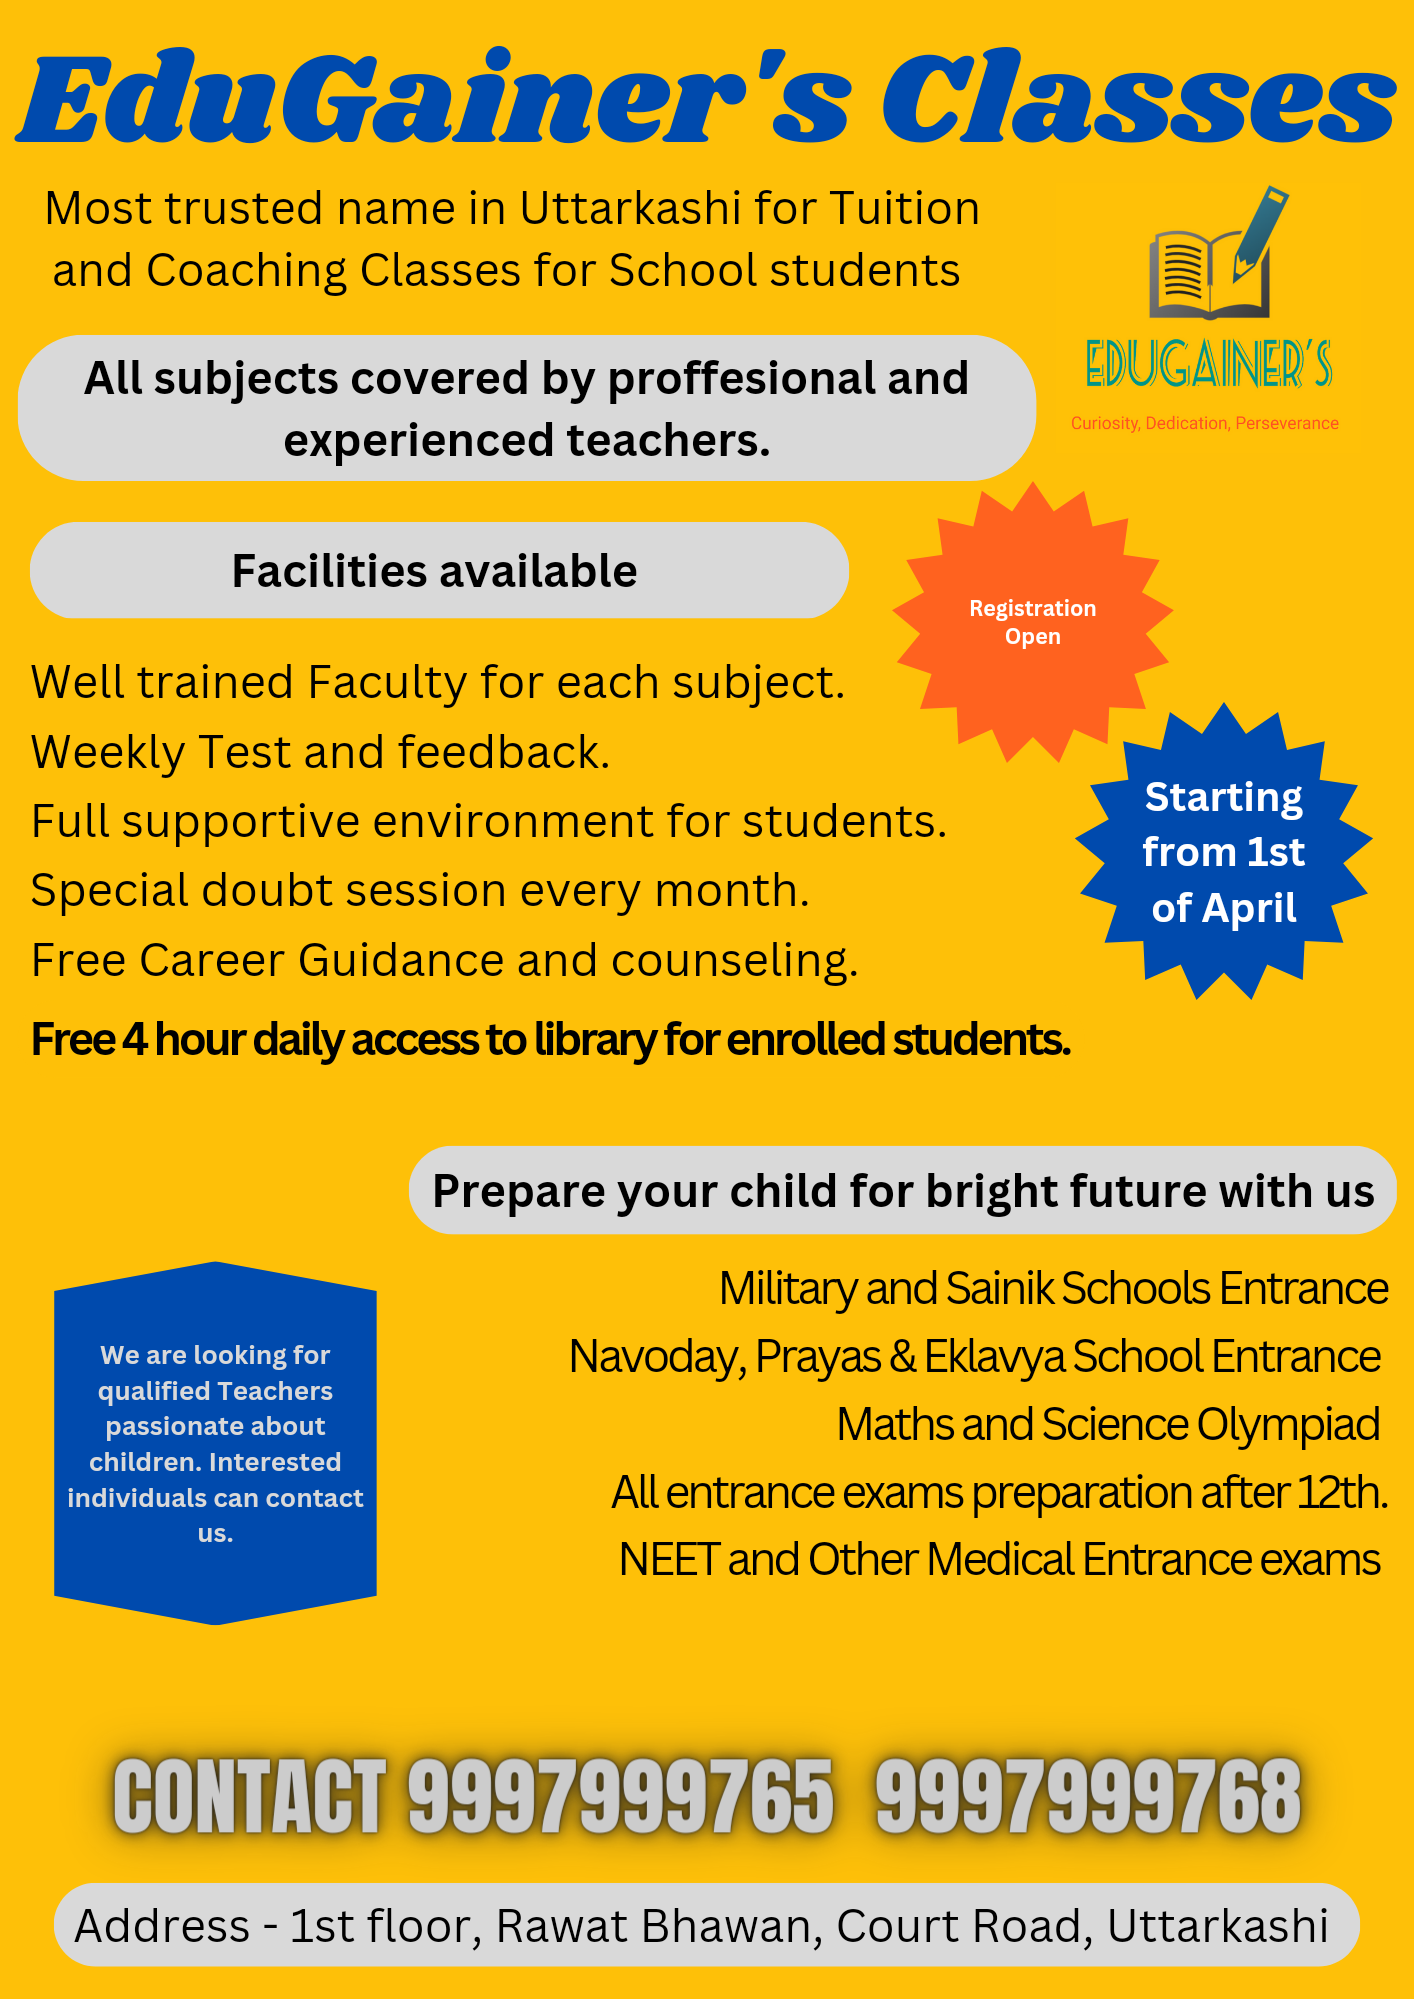 EduGainer's Classes
Most trusted name in Uttarkashi for Tuition
and Coaching Classes for School students
EDUGAINER'S
Curiosity, Dedication, Perseverance
All subjects covered by proffesional and
experienced teachers.
Facilities available
Registration
Open
Well trained Faculty for each subject.
Weekly Test and feedback.
Full supportive environment for students.
Special doubt session every month.
Free Career Guidance and counseling.
Free 4 hour daily access to library for enrolled students.
Starting
from 1st
of April
Prepare your child for bright future with us
Military and Sainik Schools Entrance
Navoday, Prayas & Eklavya School Entrance
Maths and Science Olympiad
All entrance exams preparation after 12th.
NEET and Other Medical Entrance exams
We are looking for
qualified Teachers
passionate about
children. Interested
individuals can contact
us.
CONTACT 9997999765 9997999768
Address - 1st floor, Rawat Bhawan, Court Road, Uttarkashi